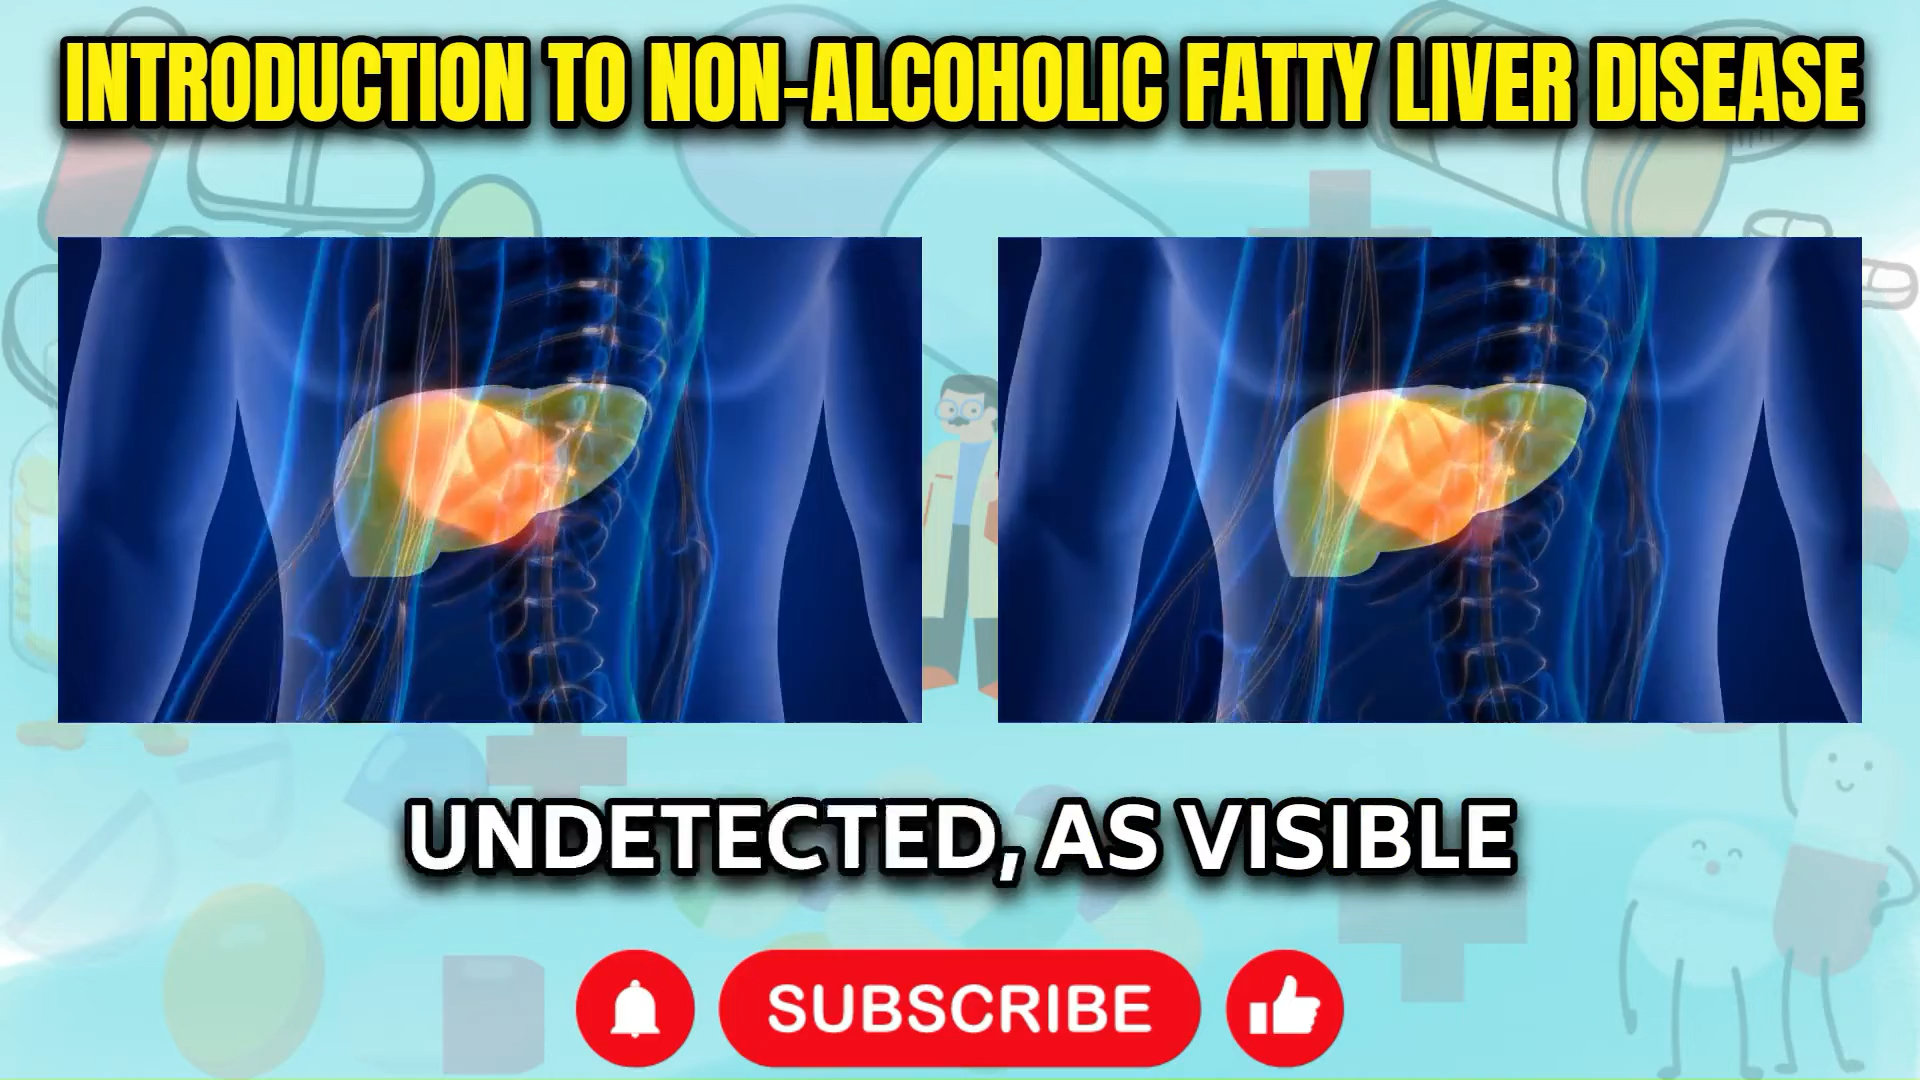 INTRODUCTION TO NON-ALCOHOLIC FATTY LIVER DISEASE
UNDETECTED, AS VISIBLE
SUBSCRIBE